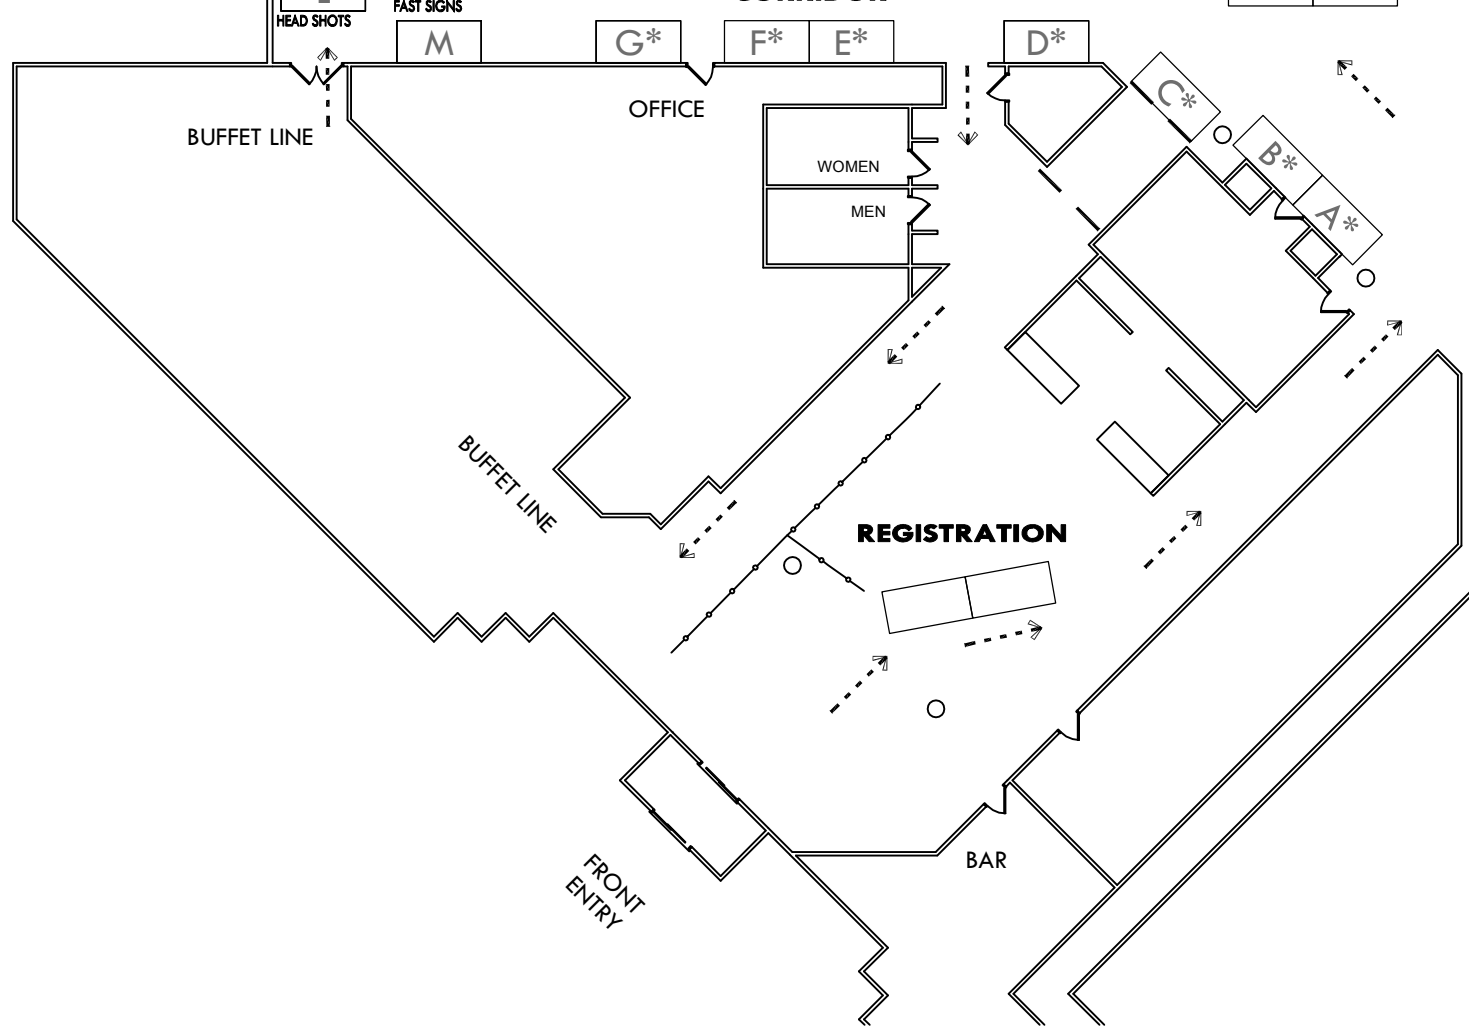 HEAD SHOTS
FAST SIGNS
M
G*
F*
E*
D*
C*
B*
A*
OFFICE
BUFFET LINE
WOMEN
MEN
BUFFET LINE
REGISTRATION
BAR
FRONT
ENTRY